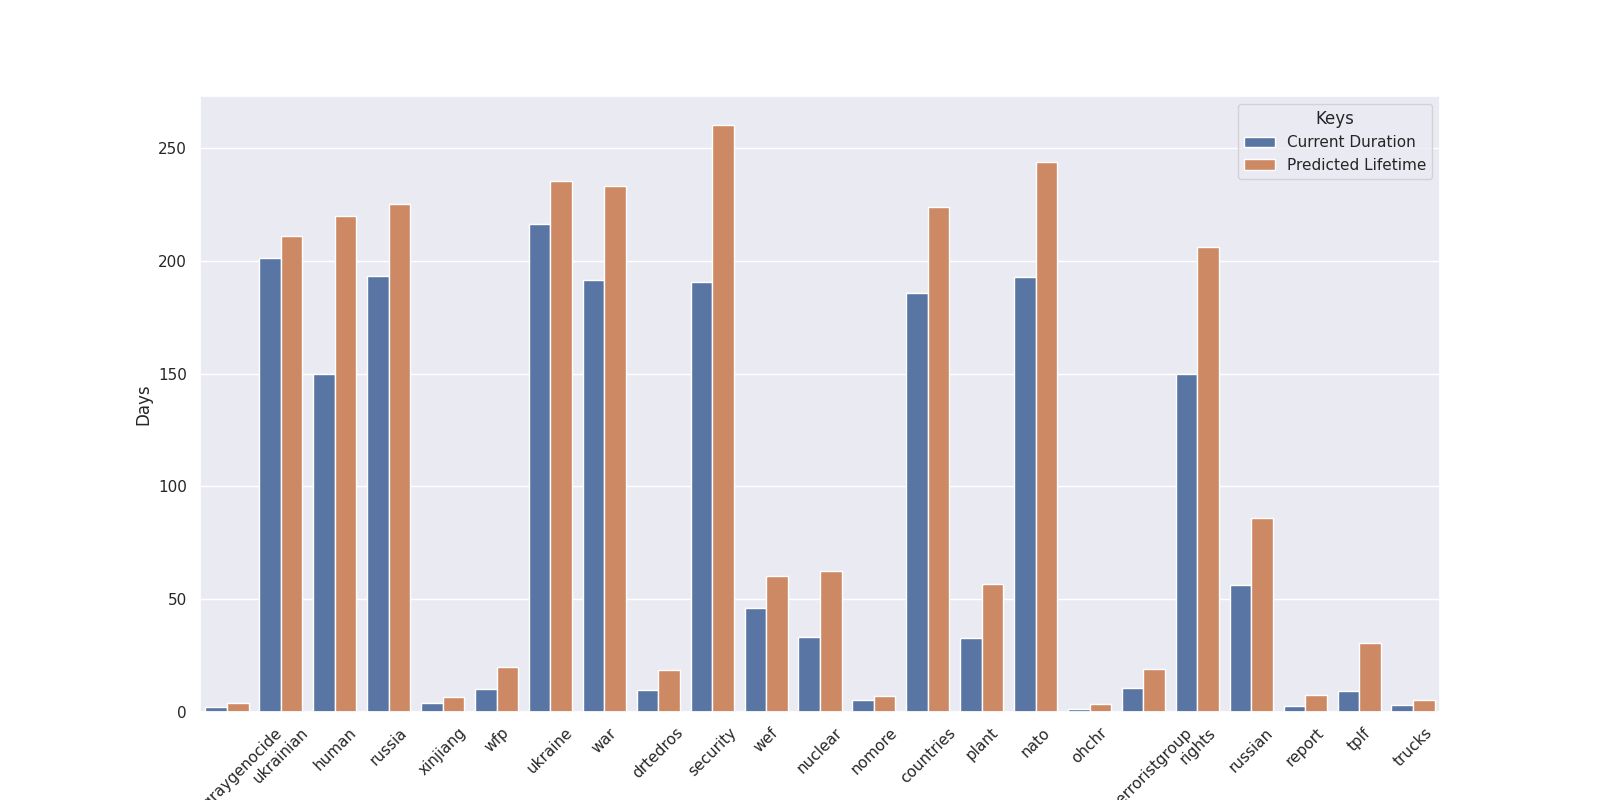 Keys
Current Duration
Predicted Lifetime
250
200
150
100
50
0
Days
ukrainian
human
russia
xinjiang
wfp
ukraine
war
drtedros
security
wef
nuclear
nomore
countries
plant
nato
ohchr
rights
russian
report
tplf
trucks